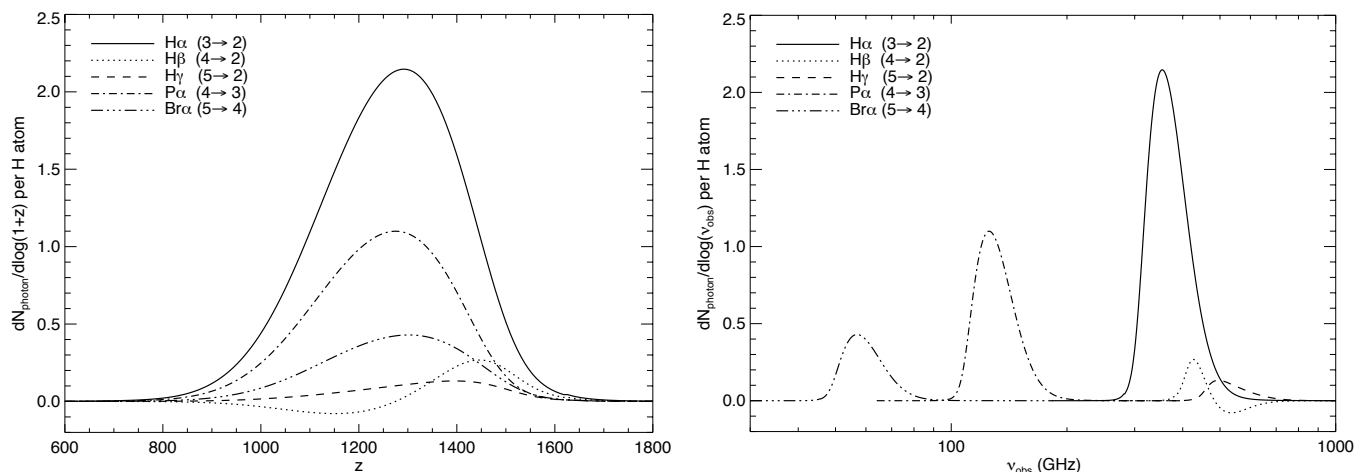 2.5
2.0
1.5
1.0
0.5
0.0
dN_photon/dlog(1+z) per H atom
Hα (3→2)
Hβ (4→2)
Hγ (5→2)
Pα (4→3)
Brα (5→4)
600 800 1000 1200 1400 1600 1800
z
2.5
2.0
1.5
1.0
0.5
0.0
dN_photon/dlog(ν_obs) per H atom
Hα (3→2)
Hβ (4→2)
Hγ (5→2)
Pα (4→3)
Brα (5→4)
100 1000
ν_obs (GHz)